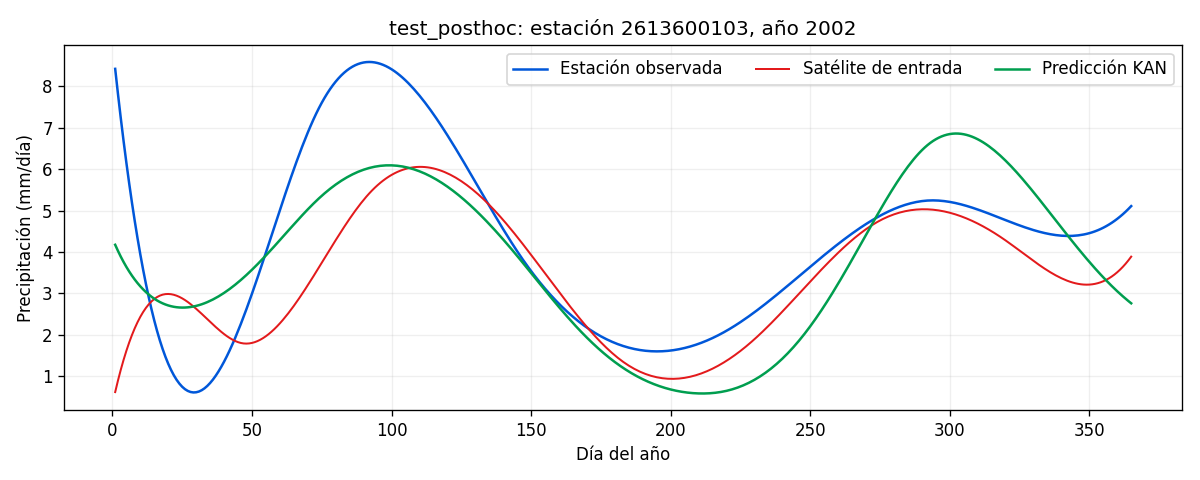 test_posthoc: estación 2613600103, año 2002
Estación observada
Satélite de entrada
Predicción KAN
Precipitación (mm/día)
8
7
6
5
4
3
2
1
0
50
100
150
200
250
300
350
Día del año